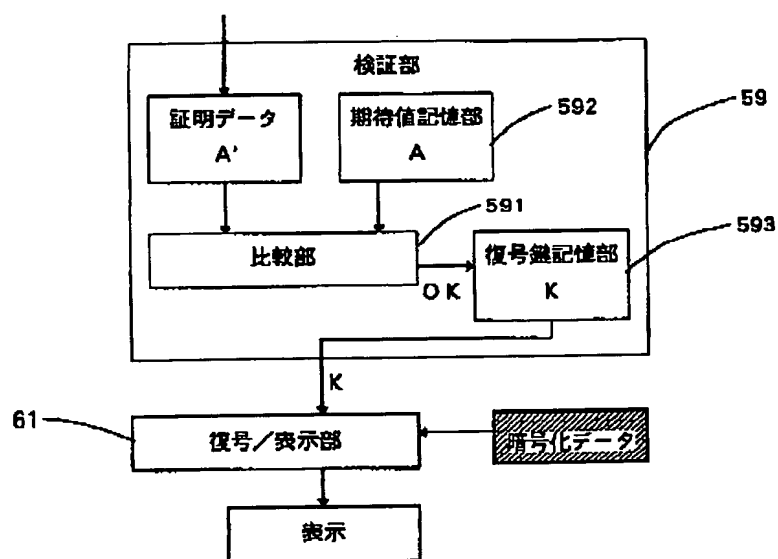 検証部
証明データ
A'
期待値記憶部
A
592
59
591
比較部
OK
復号鍵記憶部
K
593
K
61
復号／表示部
暗号化データ
表示